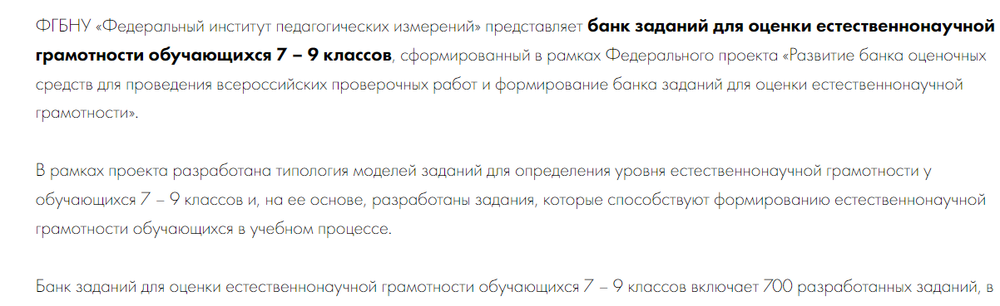 ФГБНУ «Федеральный институт педагогических измерений» представляет банк заданий для оценки естественнонаучной
грамотности обучающихся 7 – 9 классов, сформированный в рамках Федерального проекта «Развитие банка оценочных
средств для проведения всероссийских проверочных работ и формирование банка заданий для оценки естественнонаучной
грамотности».
В рамках проекта разработана типология моделей заданий для определения уровня естественнонаучной грамотности у
обучающихся 7 – 9 классов и, на ее основе, разработаны задания, которые способствуют формированию естественнонаучной
грамотности обучающихся в учебном процессе.
Банк заданий для оценки естественнонаучной грамотности обучающихся 7 – 9 классов включает 700 разработанных заданий, в